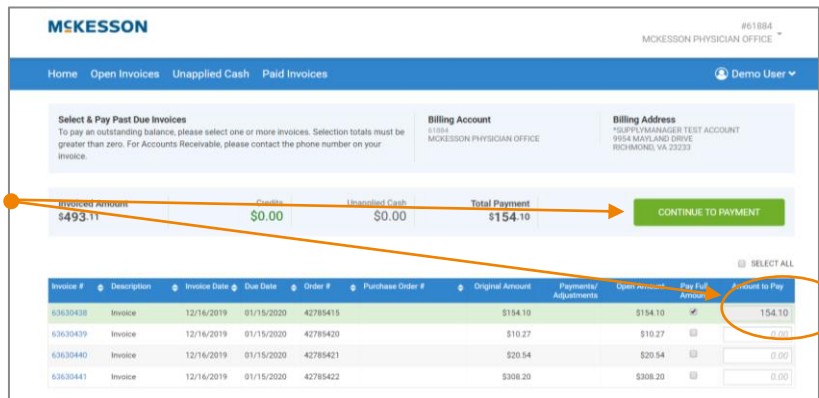 MCKESSON
#61884
MCKESSON PHYSICIAN OFFICE
Home Open Invoices Unapplied Cash Paid Invoices Demo User
Select & Pay Past Due Invoices
To pay an outstanding balance, please select one or more invoices. Selection totals must be
greater than zero. For Accounts Receivable, please contact the phone number on your
invoice.
Billing Account
61884
MCKESSON PHYSICIAN OFFICE
Billing Address
*SUPPLYMANAGER TEST ACCOUNT
9954 MAYLAND DRIVE
RICHMOND, VA 23233
Invoiced Amount Credits Unapplied Cash Total Payment
$493.11 $0.00 $0.00 $154.10
CONTINUE TO PAYMENT
SELECT ALL
Invoice # Description Invoice Date Due Date Order # Purchase Order # Original Amount Payments/ Adjustments Open Amount Pay Full Amount Amount to Pay
63630438 Invoice 12/16/2019 01/15/2020 42785415 $154.10 $154.10 154.10
63630439 Invoice 12/16/2019 01/15/2020 42785420 $10.27 $10.27 0.00
63630440 Invoice 12/16/2019 01/15/2020 42785421 $20.54 $20.54 0.00
63630441 Invoice 12/16/2019 01/15/2020 42785422 $308.20 $308.20 0.00